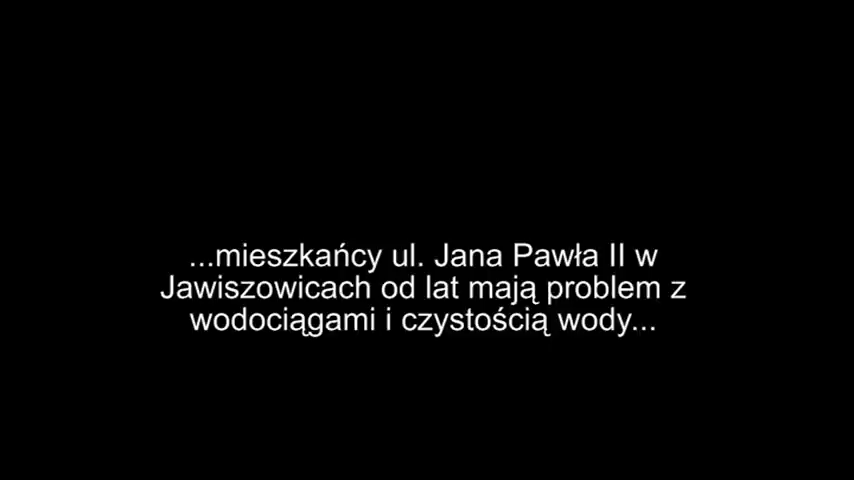 ...mieszkańcy ul. Jana Pawła II w
Jawiszowicach od lat mają problem z
wodociągami i czystością wody...